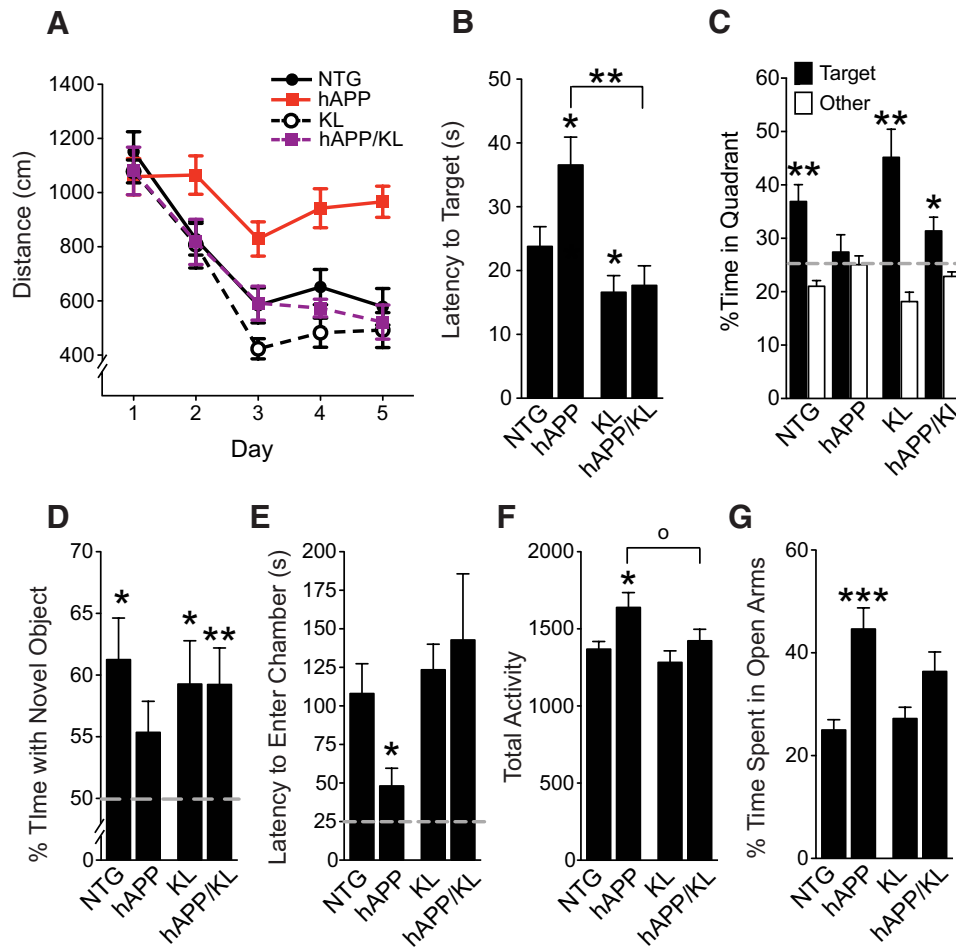 A
1400
1200
1000
800
600
400
Distance (cm)
1 2 3 4 5
Day
NTG
hAPP
KL
hAPP/KL
B
Latency to Target (s)
50
40
30
20
10
0
**
*
*
NTG
hAPP
KL
hAPP/KL
C
Target
Other
%Time in Quadrant
60
50
40
30
20
10
0
**
**
*
NTG
hAPP
KL
hAPP/KL
D
% TIme with Novel Object
70
65
60
55
50
0
*
*
**
NTG
hAPP
KL
hAPP/KL
E
Latency to Enter Chamber (s)
200
175
150
125
100
75
50
25
0
*
NTG
hAPP
KL
hAPP/KL
F
Total Activity
2000
1500
1000
500
0
o
*
NTG
hAPP
KL
hAPP/KL
G
% Time Spent in Open Arms
60
40
20
0
***
NTG
hAPP
KL
hAPP/KL